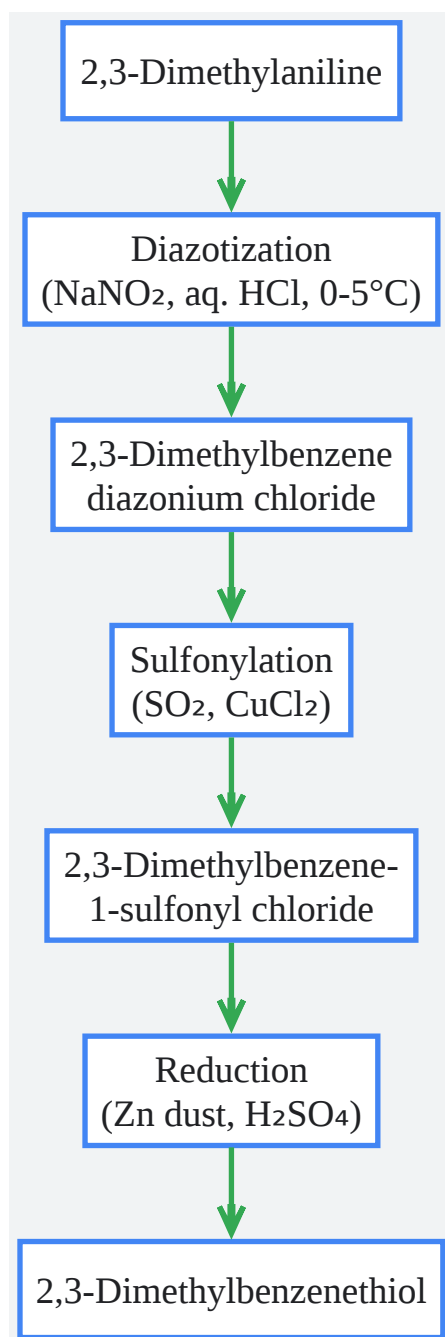 2,3-Dimethylaniline
Diazotization
(NaNO₂, aq. HCl, 0-5°C)
2,3-Dimethylbenzene
diazonium chloride
Sulfonylation
(SO₂, CuCl₂)
2,3-Dimethylbenzene-
1-sulfonyl chloride
Reduction
(Zn dust, H₂SO₄)
2,3-Dimethylbenzenethiol